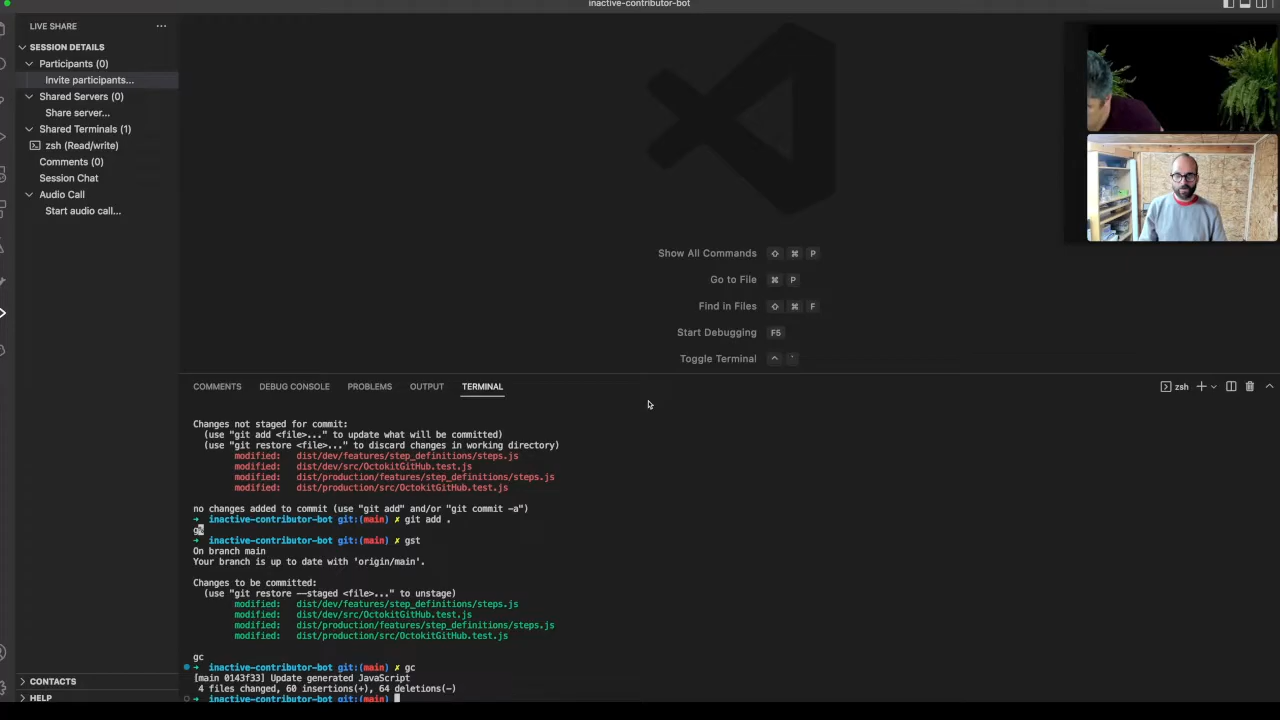 inactive-contributor-bot
LIVE SHARE
SESSION DETAILS
Participants (0)
Invite participants...
Shared Servers (0)
Share server...
Shared Terminals (1)
zsh (Read/write)
Comments (0)
Session Chat
Audio Call
Start audio call...
CONTACTS
HELP
Show All Commands ⇧ ⌘ P
Go to File ⌘ P
Find in Files ⇧ ⌘ F
Start Debugging F5
Toggle Terminal ^ `
COMMENTS DEBUG CONSOLE PROBLEMS OUTPUT TERMINAL zsh
Changes not staged for commit:
(use "git add <file>..." to update what will be committed)
(use "git restore <file>..." to discard changes in working directory)
modified: dist/dev/features/step_definitions/steps.js
modified: dist/dev/src/OctokitGitHub.test.js
modified: dist/production/features/step_definitions/steps.js
modified: dist/production/src/OctokitGitHub.test.js
no changes added to commit (use "git add" and/or "git commit -a")
➜ inactive-contributor-bot git:(main) ✗ git add .
➜ inactive-contributor-bot git:(main) ✗ gst
On branch main
Your branch is up to date with 'origin/main'.
Changes to be committed:
(use "git restore --staged <file>..." to unstage)
modified: dist/dev/features/step_definitions/steps.js
modified: dist/dev/src/OctokitGitHub.test.js
modified: dist/production/features/step_definitions/steps.js
modified: dist/production/src/OctokitGitHub.test.js
gc
➜ inactive-contributor-bot git:(main) ✗ gc
[main 0143f33] Update generated JavaScript
4 files changed, 60 insertions(+), 64 deletions(-)
➜ inactive-contributor-bot git:(main)